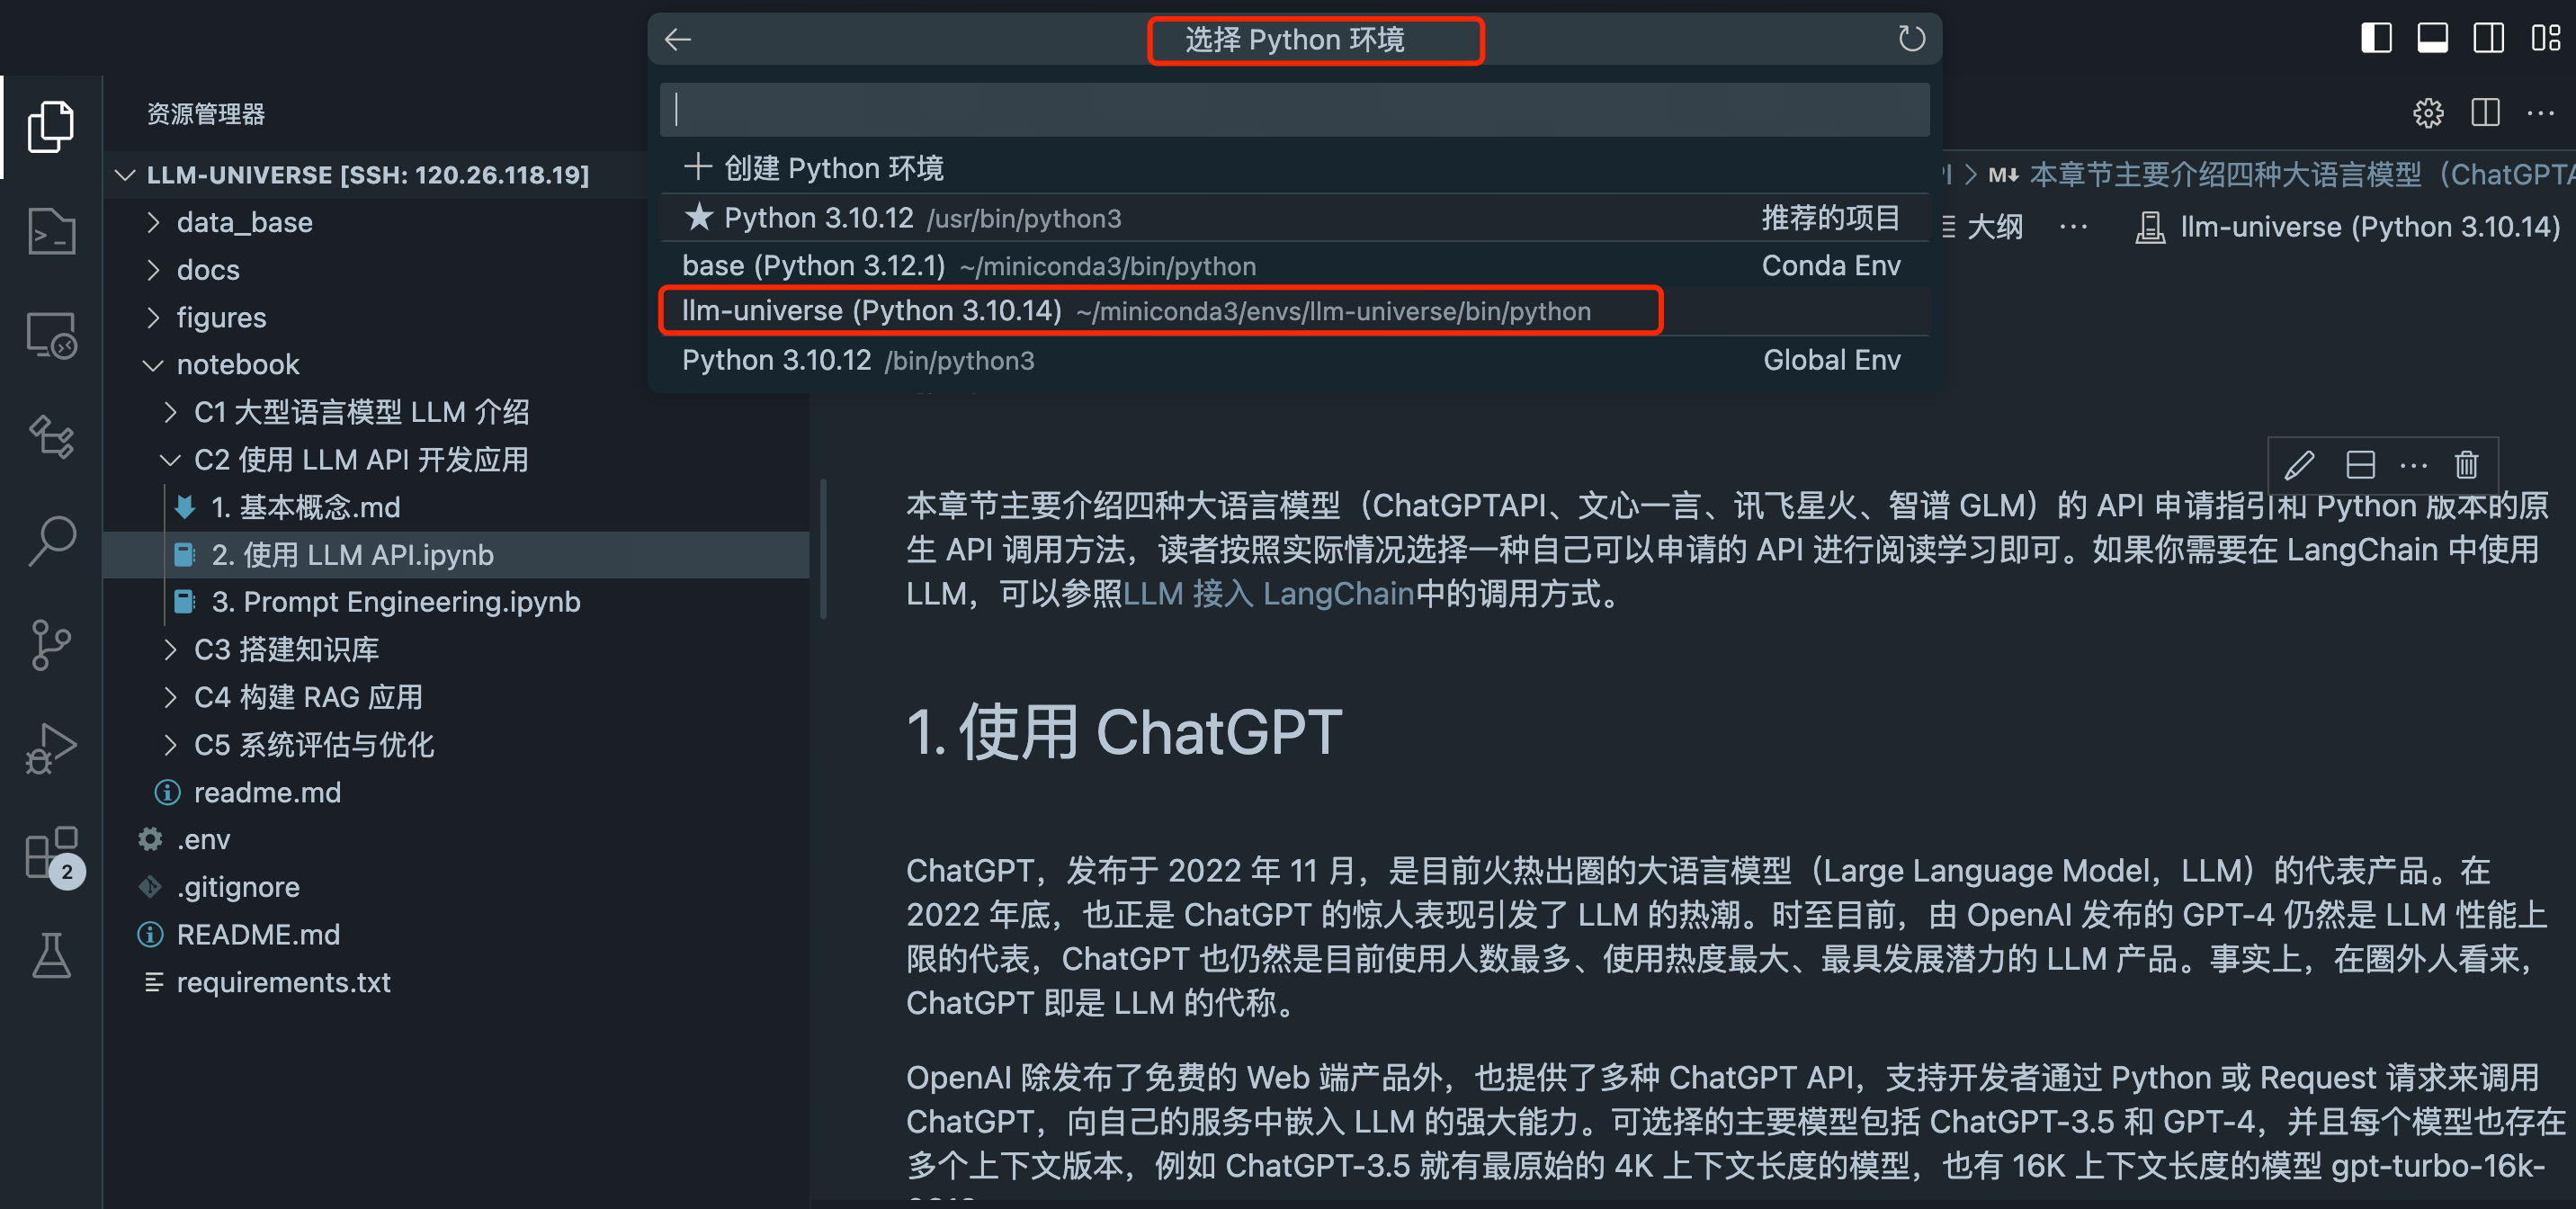 选择 Python 环境
创建 Python 环境
Python 3.10.12 /usr/bin/python3 推荐的项目
base (Python 3.12.1) ~/miniconda3/bin/python Conda Env
llm-universe (Python 3.10.14) ~/miniconda3/envs/llm-universe/bin/python
Python 3.10.12 /bin/python3 Global Env
资源管理器
LLM-UNIVERSE [SSH: 120.26.118.19]
data_base
docs
figures
notebook
C1 大型语言模型 LLM 介绍
C2 使用 LLM API 开发应用
1. 基本概念.md
2. 使用 LLM API.ipynb
3. Prompt Engineering.ipynb
C3 搭建知识库
C4 构建 RAG 应用
C5 系统评估与优化
readme.md
.env
.gitignore
README.md
requirements.txt
2
M↓ 本章节主要介绍四种大语言模型（ChatGPTA
大纲 ··· llm-universe (Python 3.10.14)
本章节主要介绍四种大语言模型（ChatGPTAPI、文心一言、讯飞星火、智谱 GLM）的 API 申请指引和 Python 版本的原
生 API 调用方法，读者按照实际情况选择一种自己可以申请的 API 进行阅读学习即可。如果你需要在 LangChain 中使用
LLM，可以参照LLM 接入 LangChain中的调用方式。
1. 使用 ChatGPT
ChatGPT，发布于 2022 年 11 月，是目前火热出圈的大语言模型（Large Language Model，LLM）的代表产品。在
2022 年底，也正是 ChatGPT 的惊人表现引发了 LLM 的热潮。时至目前，由 OpenAI 发布的 GPT-4 仍然是 LLM 性能上
限的代表，ChatGPT 也仍然是目前使用人数最多、使用热度最大、最具发展潜力的 LLM 产品。事实上，在圈外人看来，
ChatGPT 即是 LLM 的代称。
OpenAI 除发布了免费的 Web 端产品外，也提供了多种 ChatGPT API，支持开发者通过 Python 或 Request 请求来调用
ChatGPT，向自己的服务中嵌入 LLM 的强大能力。可选择的主要模型包括 ChatGPT-3.5 和 GPT-4，并且每个模型也存在
多个上下文版本，例如 ChatGPT-3.5 就有最原始的 4K 上下文长度的模型，也有 16K 上下文长度的模型 gpt-turbo-16k-